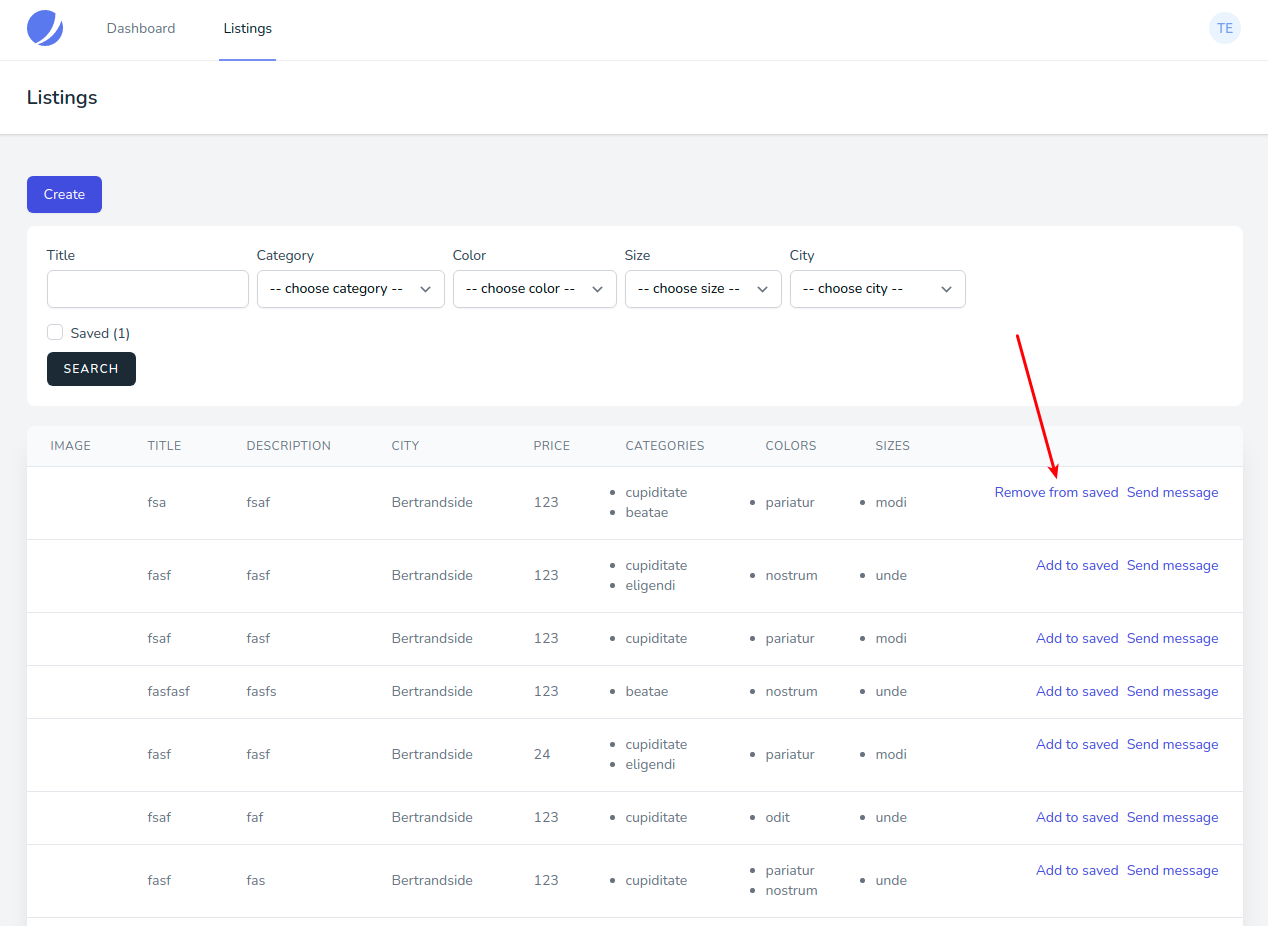 Dashboard Listings TE
Listings
Create
Title Category Color Size City
-- choose category -- -- choose color -- -- choose size -- -- choose city --
Saved (1)
SEARCH
IMAGE TITLE DESCRIPTION CITY PRICE CATEGORIES COLORS SIZES
fsa fsaf Bertrandside 123 • cupiditate • beatae • pariatur • modi Remove from saved Send message
fasf fasf Bertrandside 123 • cupiditate • eligendi • nostrum • unde Add to saved Send message
fsaf fasf Bertrandside 123 • cupiditate • pariatur • modi Add to saved Send message
fasfasf fasfs Bertrandside 123 • beatae • nostrum • unde Add to saved Send message
fasf fasf Bertrandside 24 • cupiditate • eligendi • pariatur • modi Add to saved Send message
fsaf faf Bertrandside 123 • cupiditate • odit • unde Add to saved Send message
fasf fas Bertrandside 123 • cupiditate • pariatur • nostrum • unde Add to saved Send message